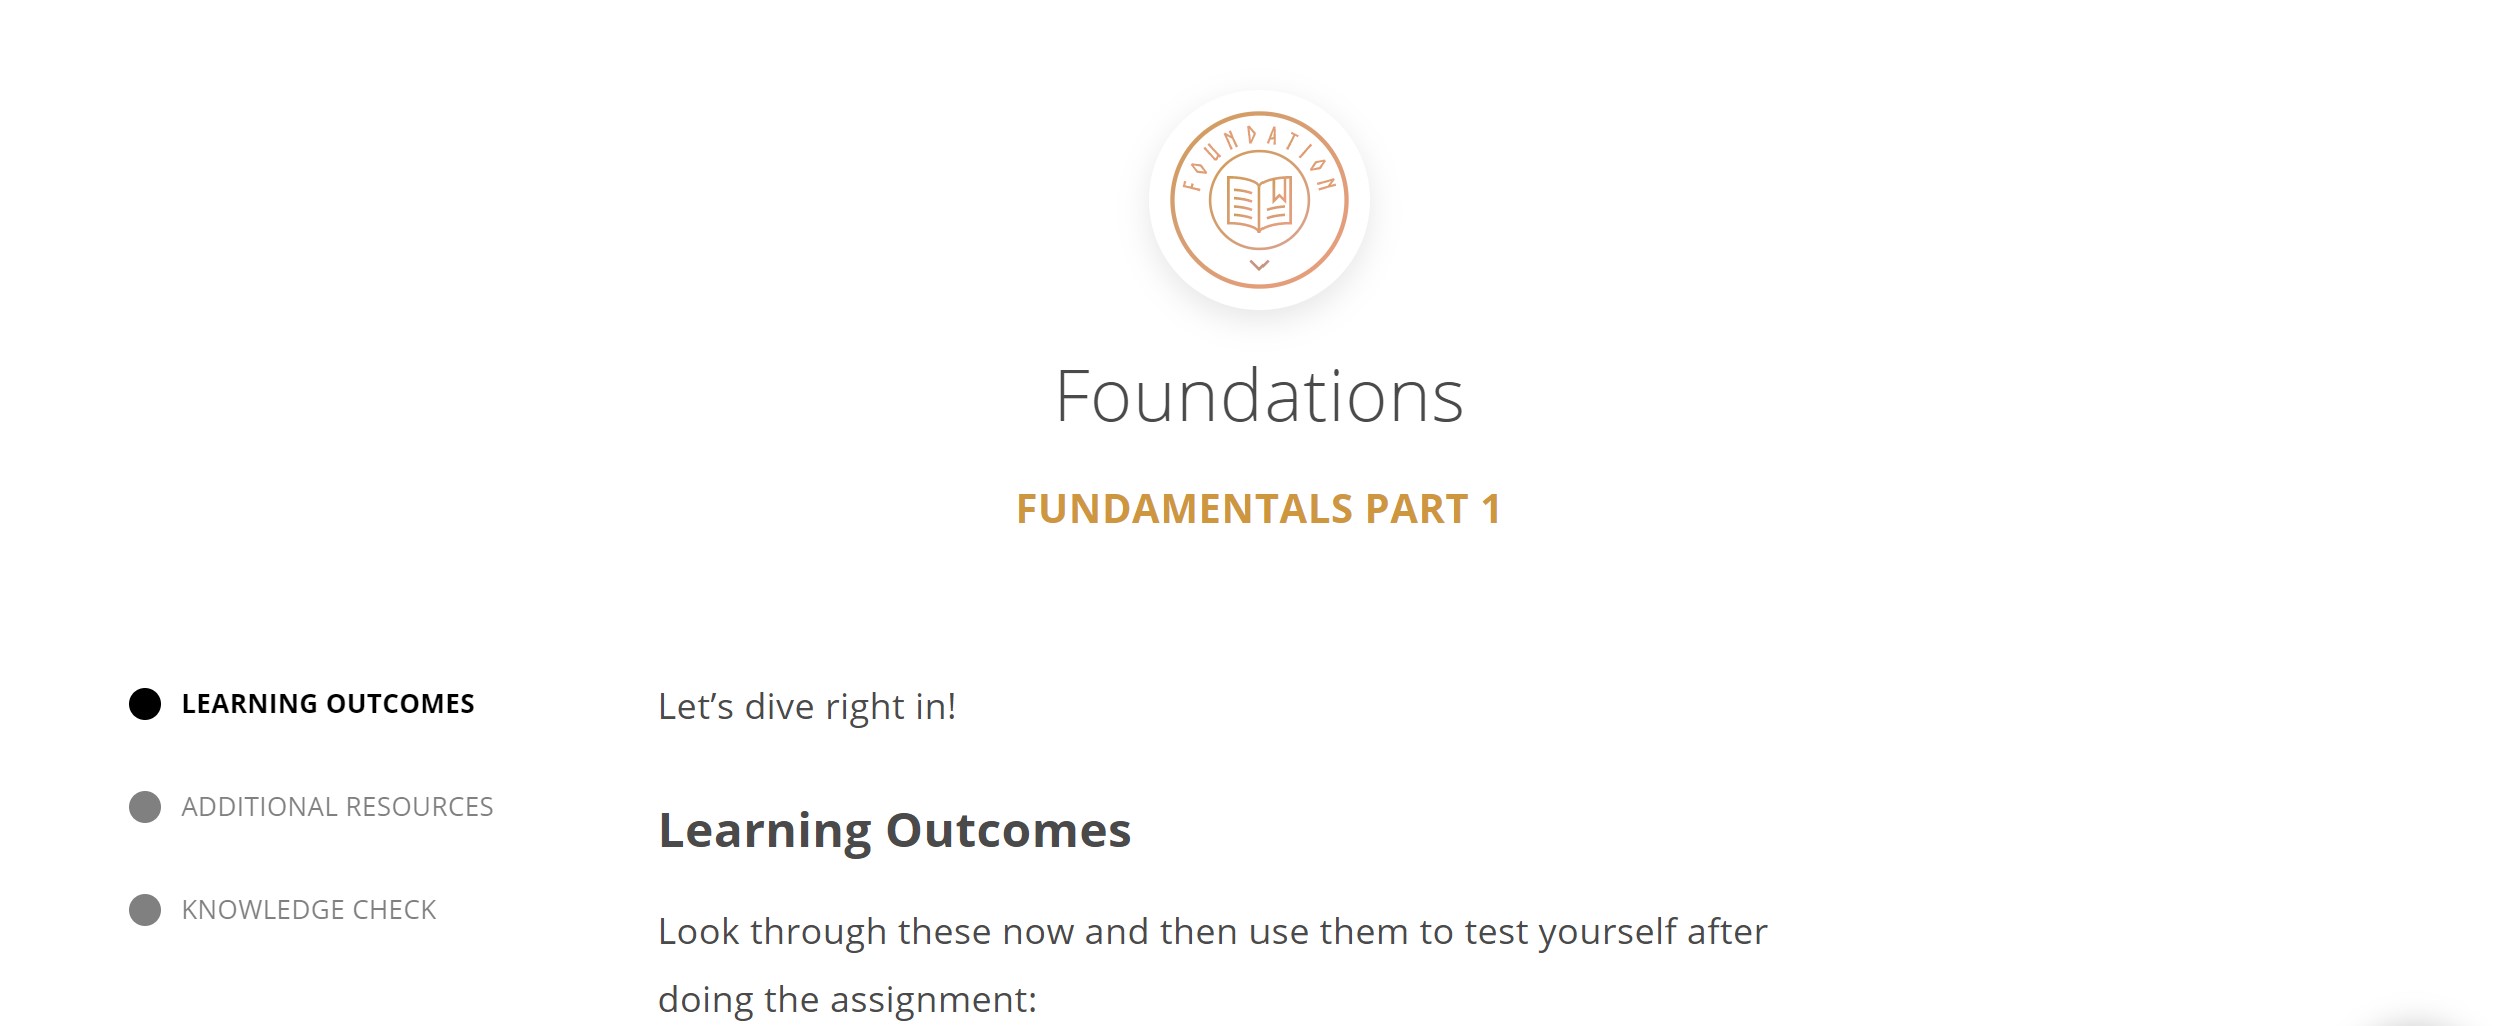 FOUNDATION
Foundations
FUNDAMENTALS PART 1
LEARNING OUTCOMES
ADDITIONAL RESOURCES
KNOWLEDGE CHECK
Let’s dive right in!
Learning Outcomes
Look through these now and then use them to test yourself after
doing the assignment: